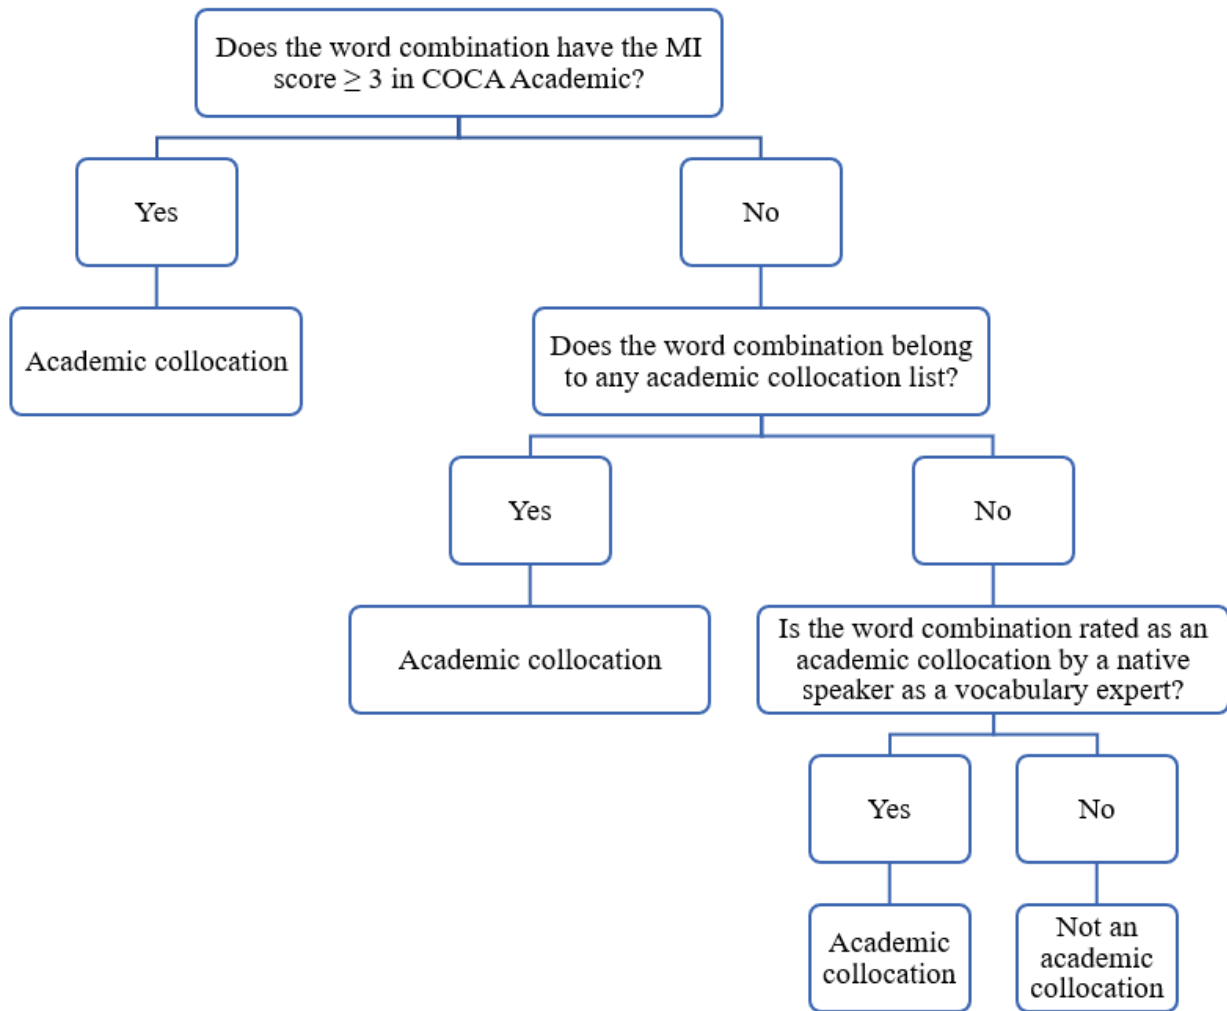 Does the word combination have the MI
score ≥ 3 in COCA Academic?
Yes
No
Academic collocation
Does the word combination belong
to any academic collocation list?
Yes
No
Academic collocation
Is the word combination rated as an
academic collocation by a native
speaker as a vocabulary expert?
Yes
No
Academic
collocation
Not an
academic
collocation